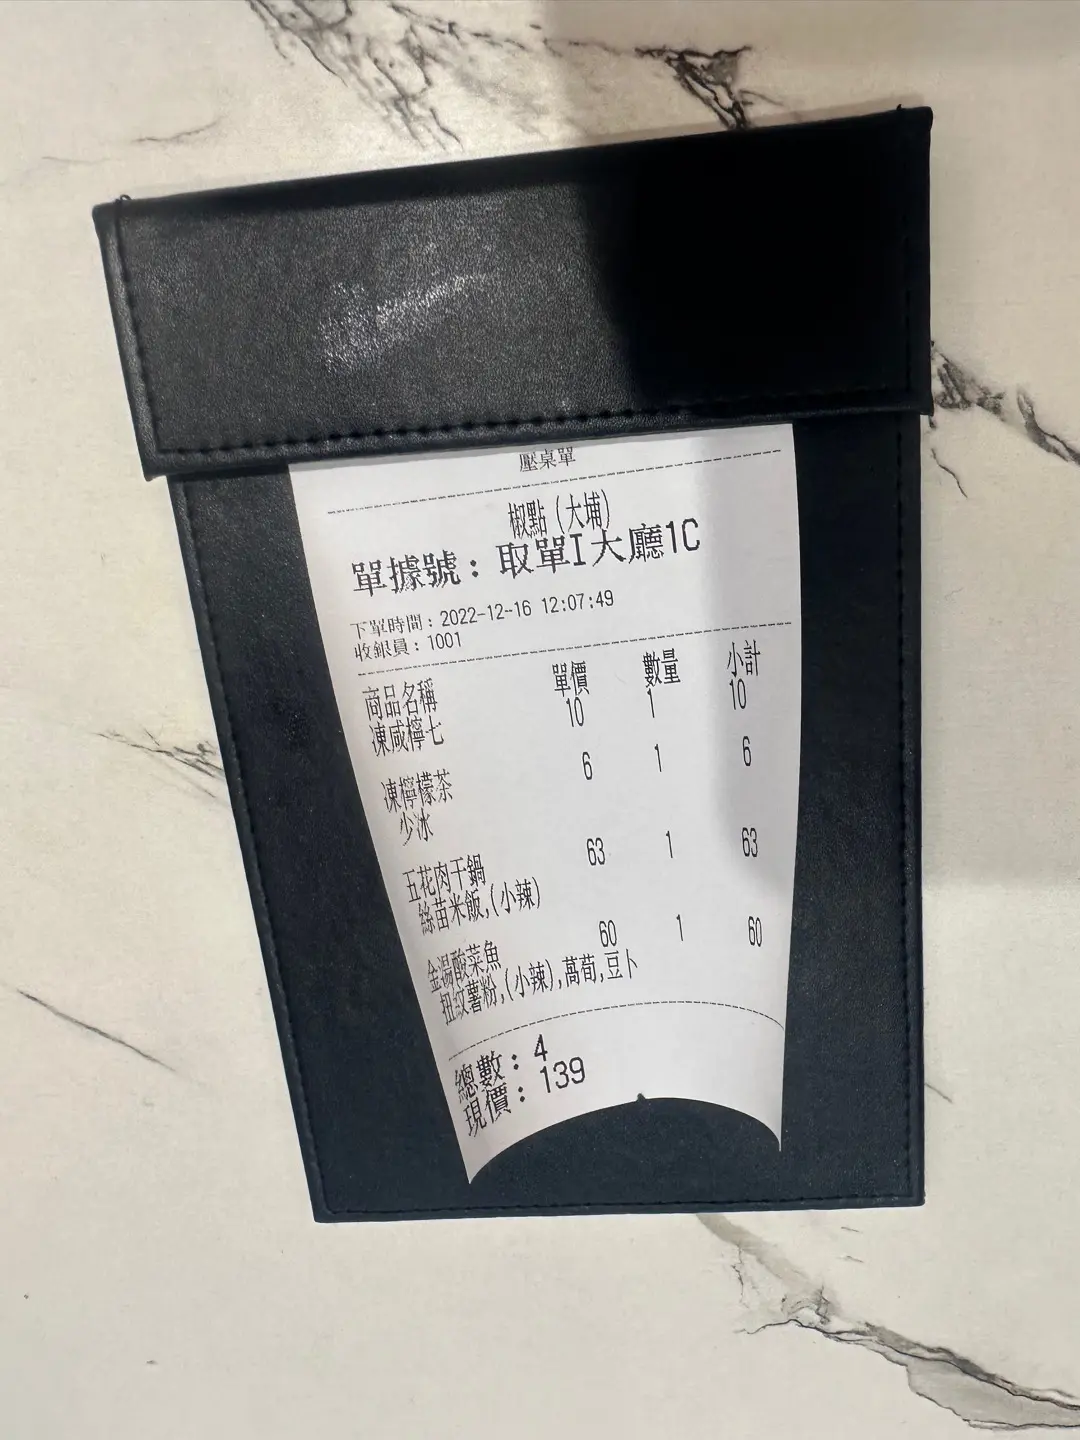 壓桌單
椒點 (大埔)
單據號: 取單I大廳1C
下單時間: 2022-12-16 12:07:49
收銀員: 1001
商品名稱 單價 數量 小計
凍咸檸七 10 1 10
凍檸檬茶 6 1 6
少冰
五花肉干鍋 63 1 63
絲苗米飯,(小辣)
金湯酸菜魚 60 1 60
扭紋薯粉,(小辣),萵荀,豆卜
總數: 4
現價: 139